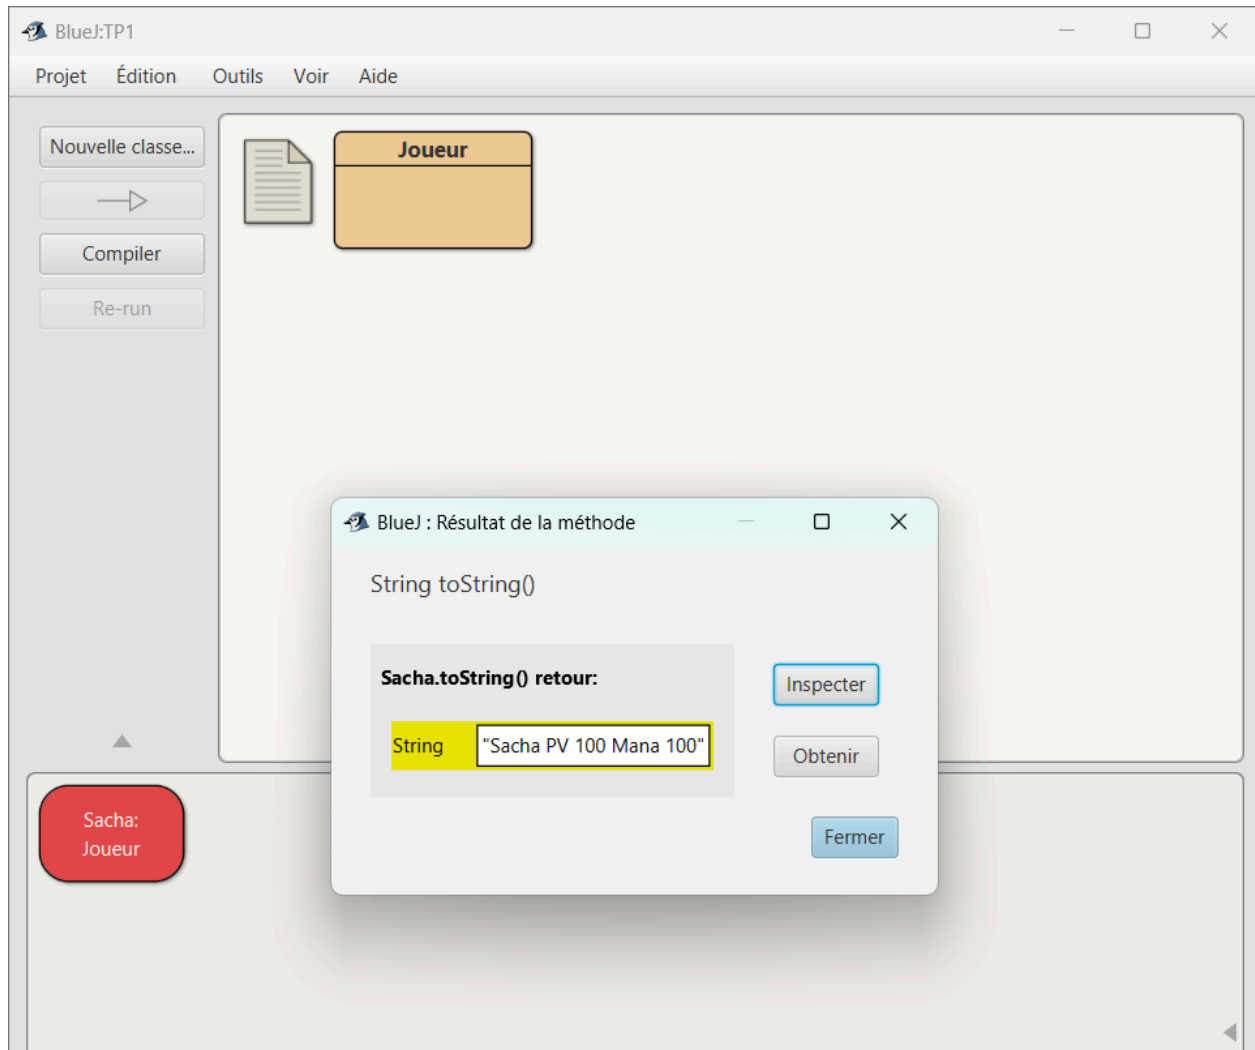 BlueJ:TP1
Projet Édition Outils Voir Aide
Nouvelle classe...
Compiler
Re-run
Joueur
BlueJ : Résultat de la méthode
String toString()
Sacha.toString() retour:
String "Sacha PV 100 Mana 100"
Inspecter
Obtenir
Fermer
Sacha:
Joueur